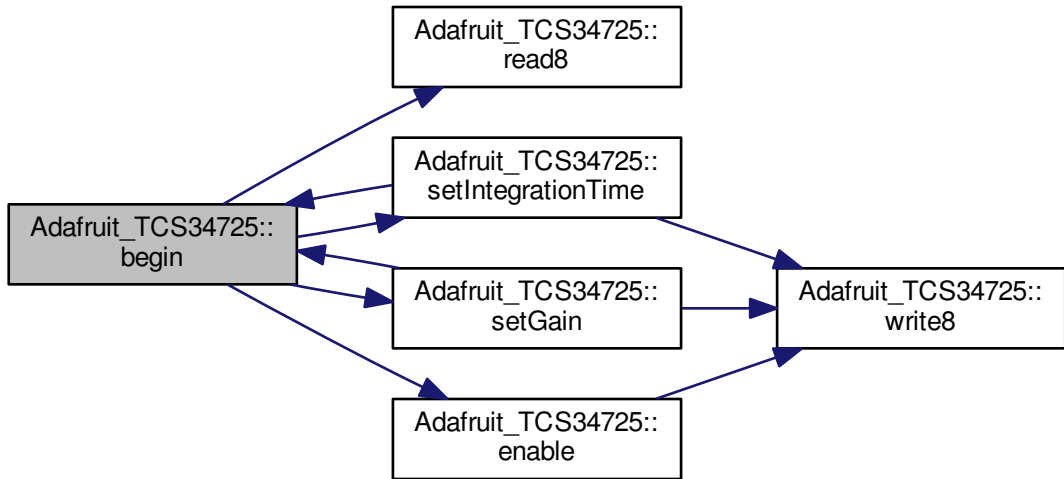 Adafruit_TCS34725::
read8
Adafruit_TCS34725::
setIntegrationTime
Adafruit_TCS34725::
begin
Adafruit_TCS34725::
setGain
Adafruit_TCS34725::
write8
Adafruit_TCS34725::
enable